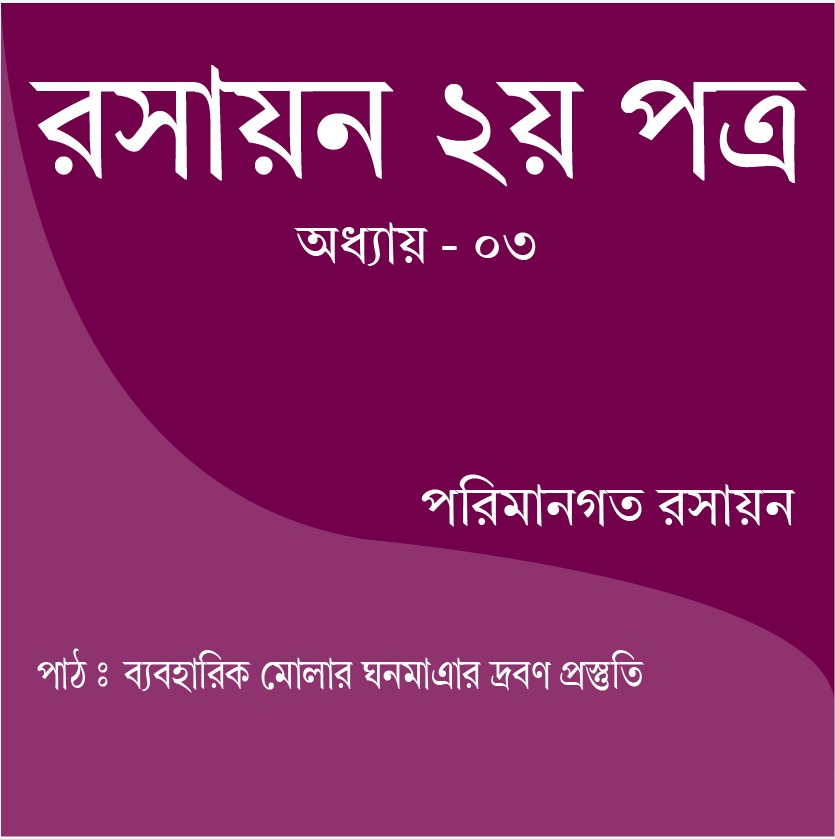 রসায়ন ২য় পত্র
অধ্যায় - ০৩
পরিমানগত রসায়ন
পাঠ ঃ ব্যবহারিক মোলার ঘনমাএার দ্রবণ প্রস্তুতি